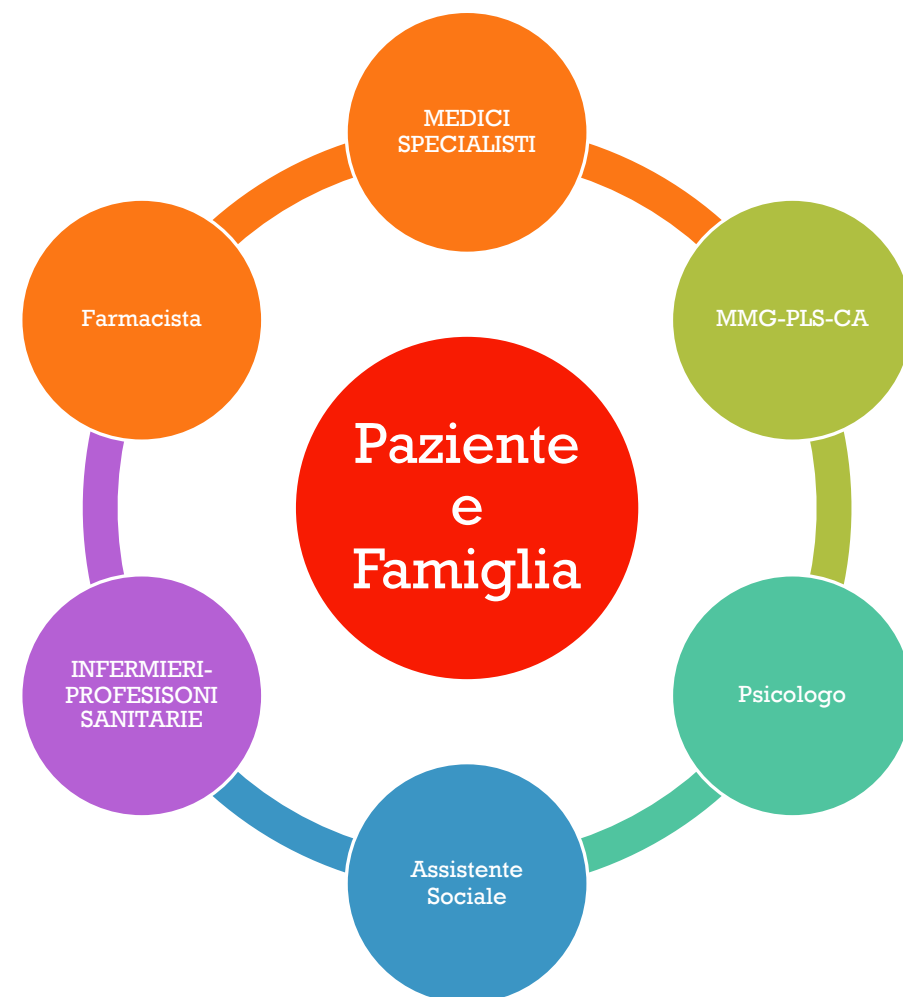 MEDICI
SPECIALISTI
MMG-PLS-CA
Psicologo
Assistente
Sociale
INFERMIERI-
PROFESISONI
SANITARIE
Farmacista
Paziente
e
Famiglia